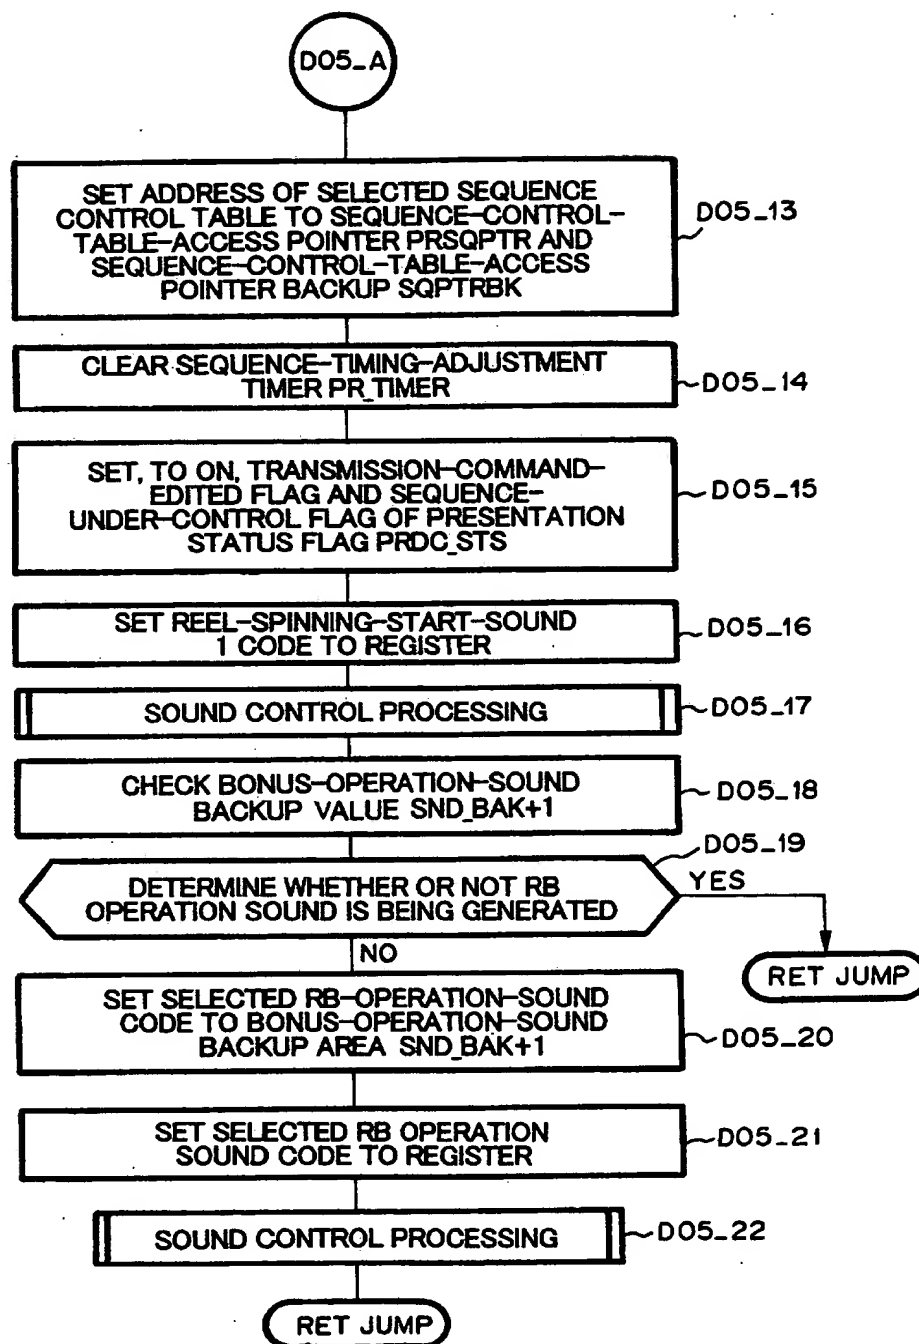 D05_A
SET ADDRESS OF SELECTED SEQUENCE
CONTROL TABLE TO SEQUENCE-CONTROL-
TABLE-ACCESS POINTER PRSQPTR AND
SEQUENCE-CONTROL-TABLE-ACCESS
POINTER BACKUP SQPTRBK
D05_13
CLEAR SEQUENCE-TIMING-ADJUSTMENT
TIMER PR_TIMER
D05_14
SET, TO ON, TRANSMISSION-COMMAND-
EDITED FLAG AND SEQUENCE-
UNDER-CONTROL FLAG OF PRESENTATION
STATUS FLAG PRDC_STS
D05_15
SET REEL-SPINNING-START-SOUND
1 CODE TO REGISTER
D05_16
SOUND CONTROL PROCESSING
D05_17
CHECK BONUS-OPERATION-SOUND
BACKUP VALUE SND_BAK+1
D05_18
D05_19
DETERMINE WHETHER OR NOT RB
OPERATION SOUND IS BEING GENERATED
YES
NO
RET JUMP
SET SELECTED RB-OPERATION-SOUND
CODE TO BONUS-OPERATION-SOUND
BACKUP AREA SND_BAK+1
D05_20
SET SELECTED RB OPERATION
SOUND CODE TO REGISTER
D05_21
SOUND CONTROL PROCESSING
D05_22
RET JUMP